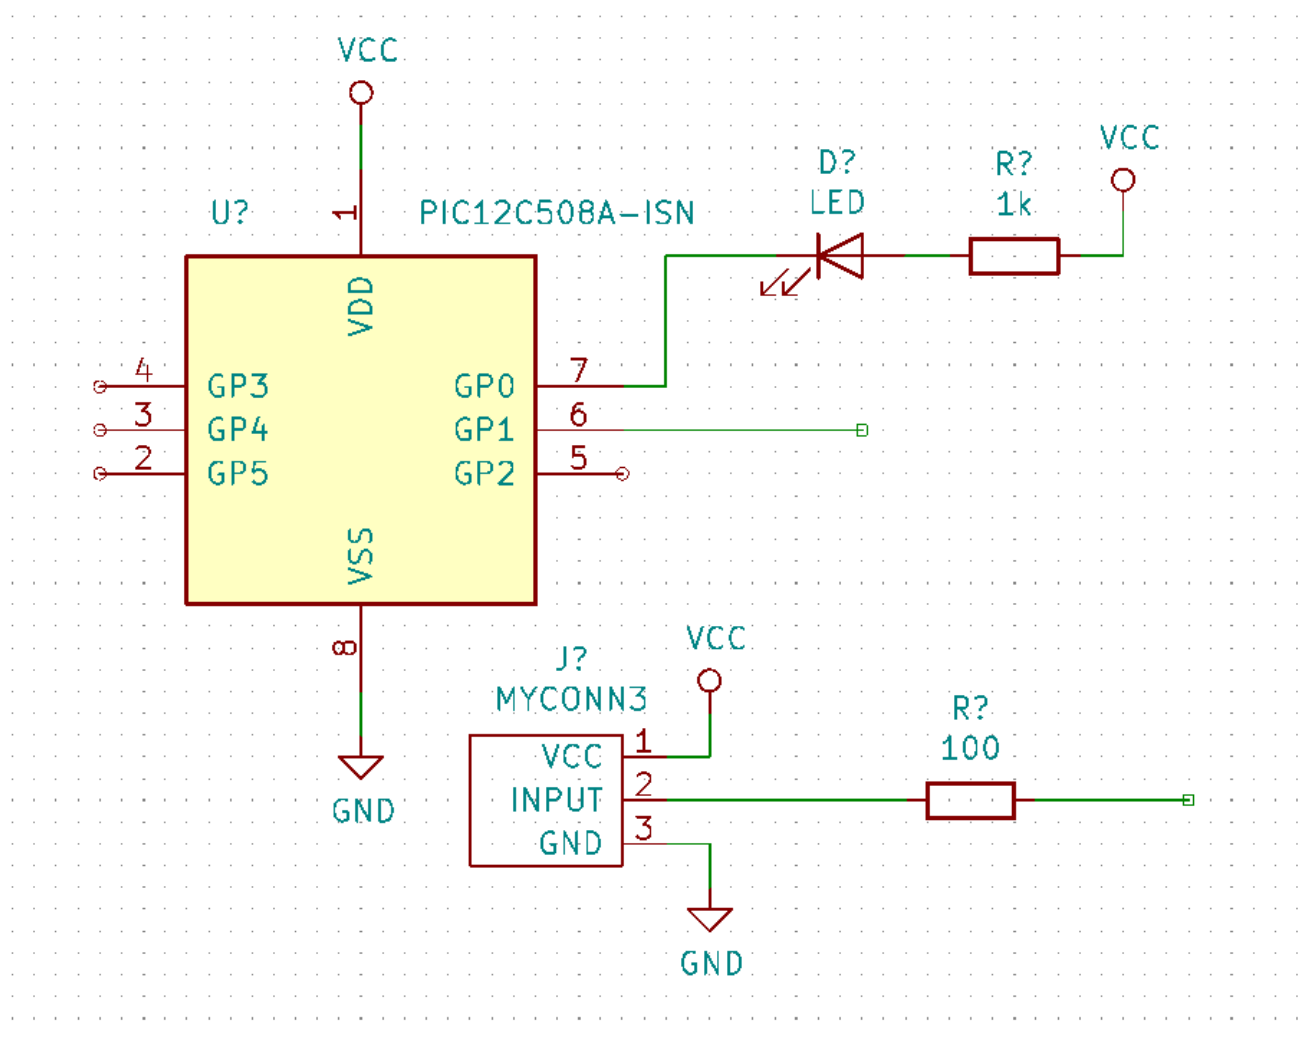 VCC
VCC
D?
R?
LED
1k
U?
1
PIC12C508A-ISN
VDD
4
GP3
GP0
7
3
GP4
GP1
6
2
GP5
GP2
5
VSS
8
GND
VCC
J?
MYCONN3
VCC
1
INPUT
2
GND
3
R?
100
GND